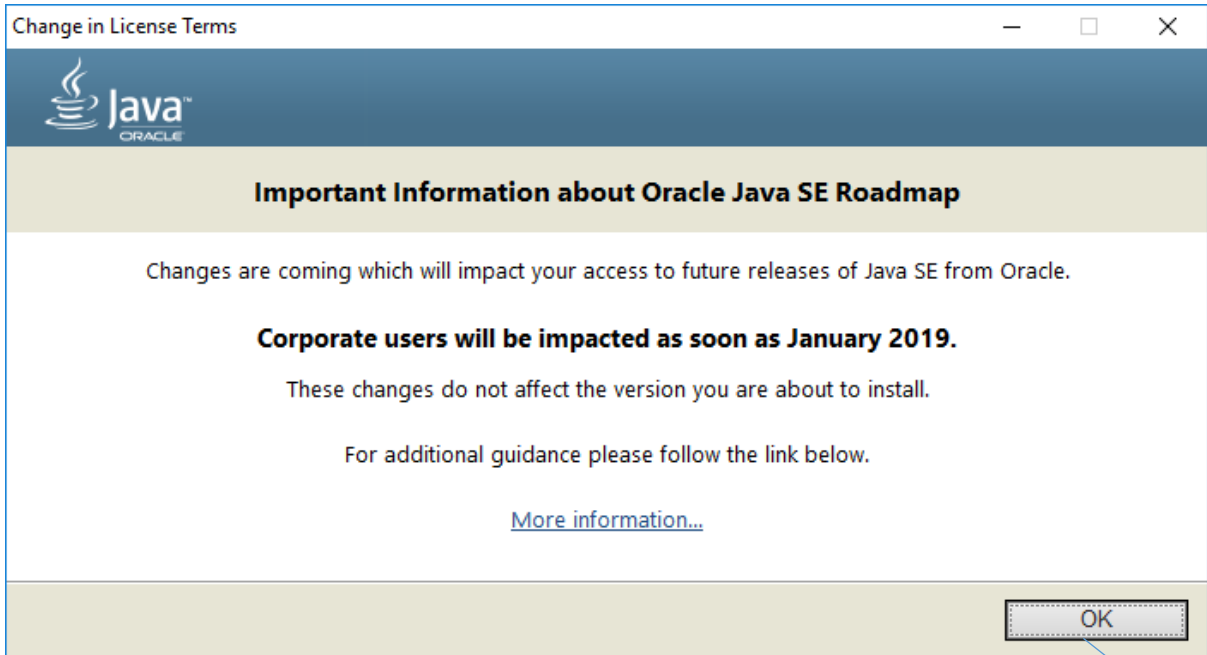 Change in License Terms
Java™
ORACLE
Important Information about Oracle Java SE Roadmap
Changes are coming which will impact your access to future releases of Java SE from Oracle.
Corporate users will be impacted as soon as January 2019.
These changes do not affect the version you are about to install.
For additional guidance please follow the link below.
More information...
OK